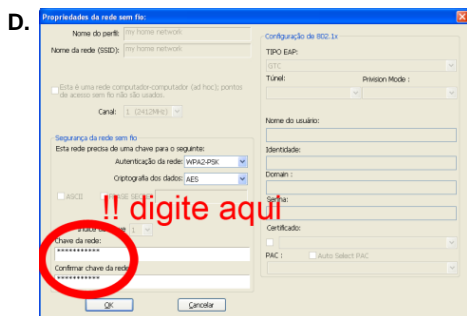 D.
Propriedades da rede sem fio:
Nome do perfil: my home network
Nome da rede (SSID): my home network
Esta é uma rede computador-computador (ad hoc); pontos
de acesso sem fio não são usados.
Canal: 1 (2412MHz)
Segurança da rede sem fio
Esta rede precisa de uma chave para o seguinte:
Autenticação da rede: WPA2-PSK
Criptografia dos dados: AES
ASCII
!! digite aqui
1
Chave da rede:
***********
Confirmar chave da rede:
***********
OK
Cancelar
Configuração de 802.1x
TIPO EAP:
GTC
Túnel:
Privision Mode :
Nome do usuário:
Identidade:
Domain :
Senha:
Certificado:
PAC :
Auto Select PAC